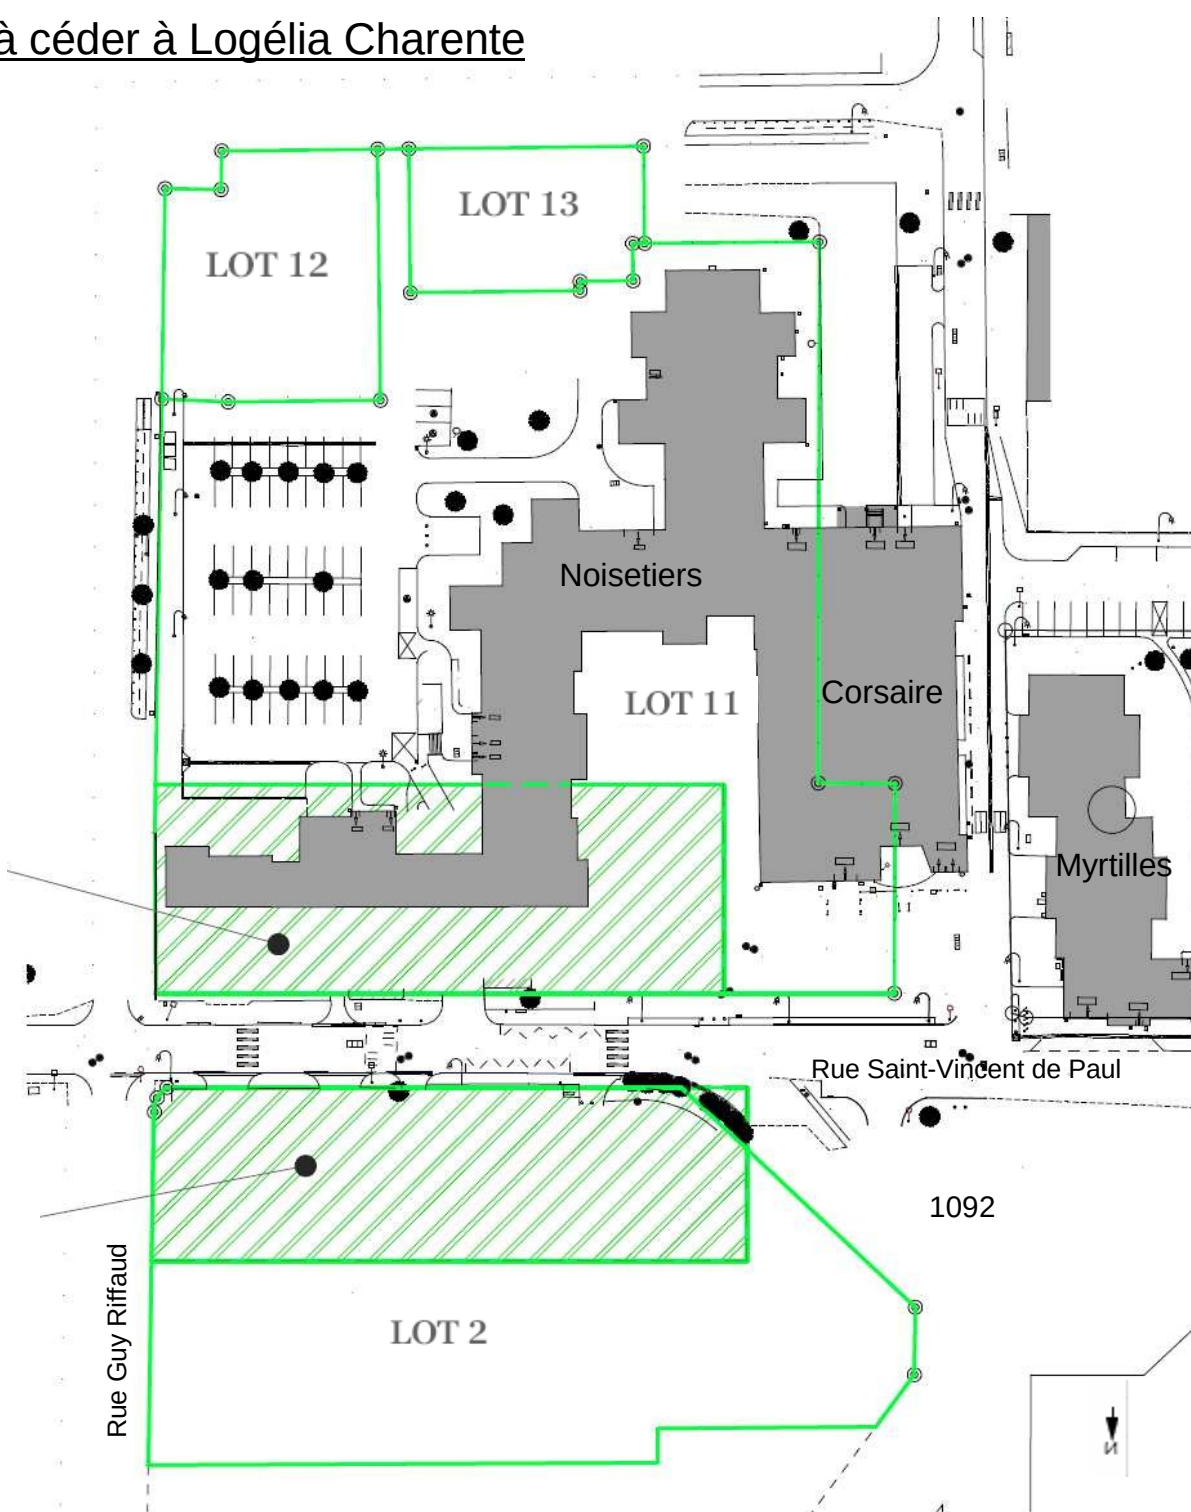 à céder à Logélia Charente
LOT 13
LOT 12
Noisetiers
Corsaire
LOT 11
Myrtilles
Rue Saint-Vincent de Paul
1092
Rue Guy Riffaud
LOT 2
N